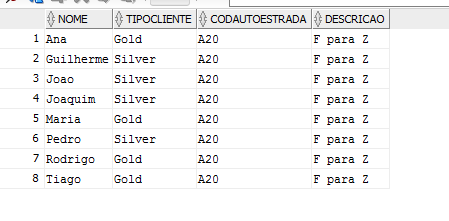 NOME TIPOCLIENTE CODAUTOESTRADA DESCRICAO
1 Ana Gold A20 F para Z
2 Guilherme Silver A20 F para Z
3 Joao Silver A20 F para Z
4 Joaquim Silver A20 F para Z
5 Maria Gold A20 F para Z
6 Pedro Silver A20 F para Z
7 Rodrigo Gold A20 F para Z
8 Tiago Gold A20 F para Z